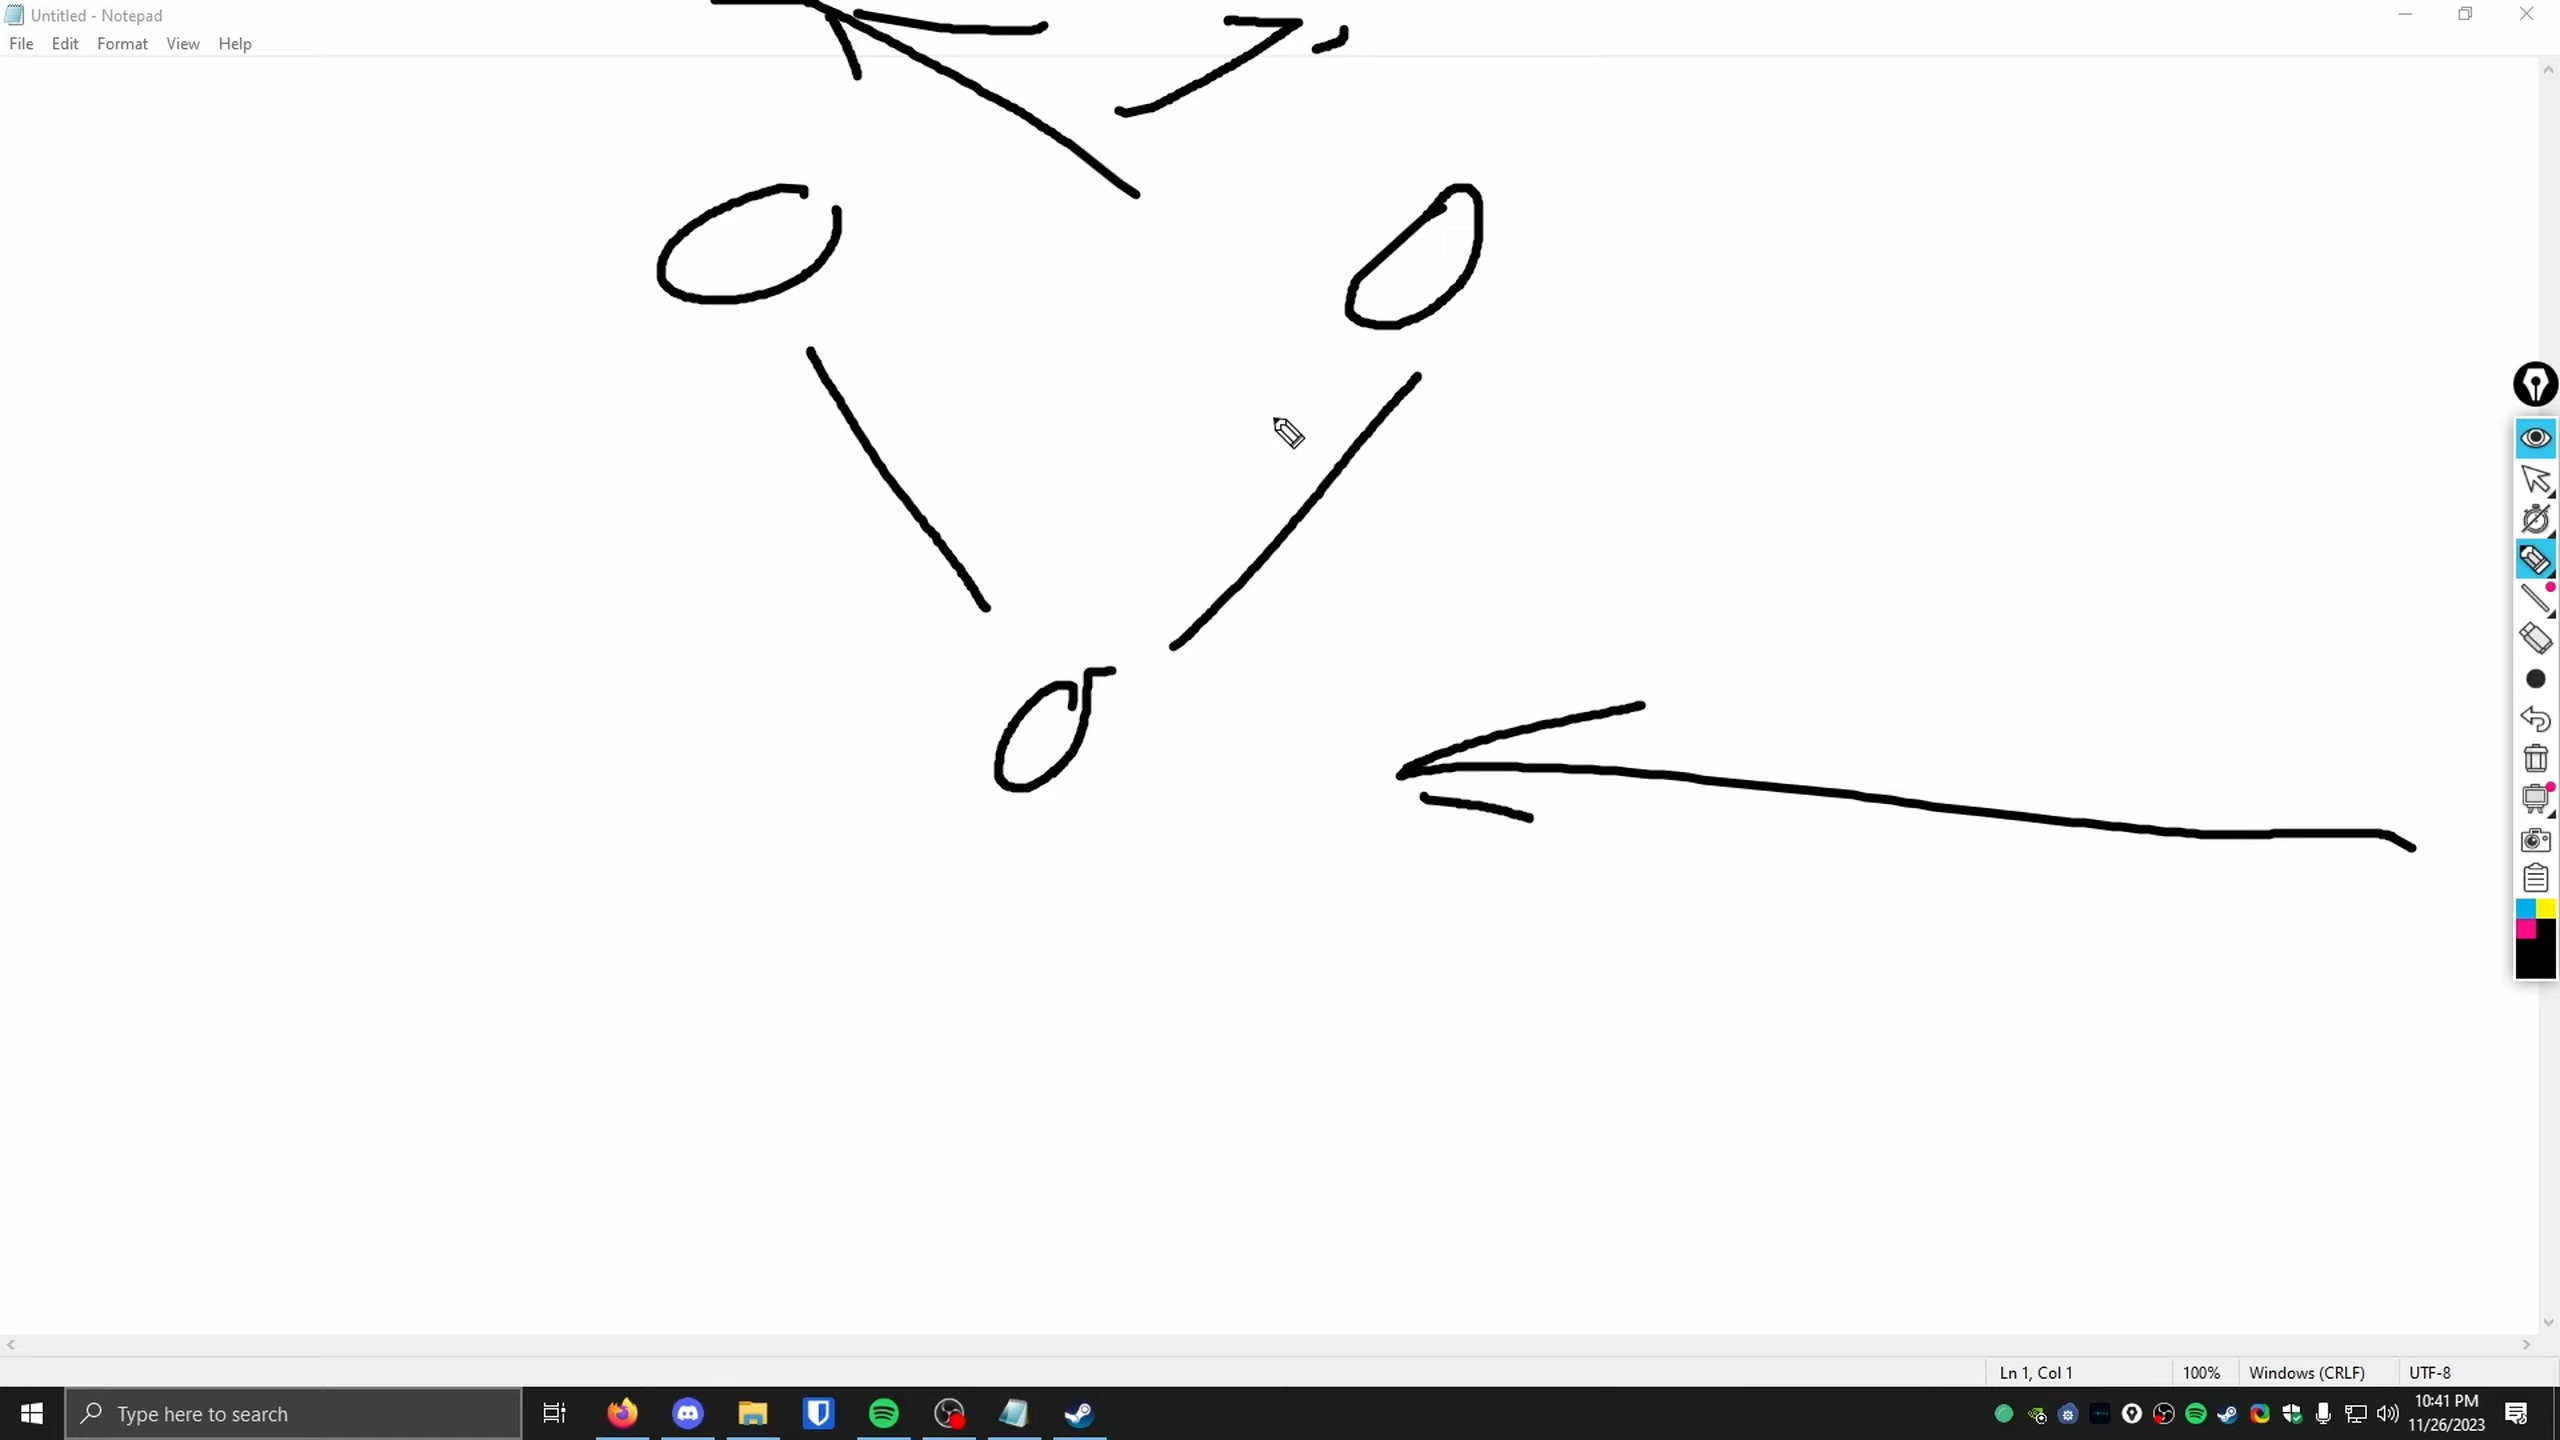 Untitled - Notepad
File Edit Format View Help
Ln 1, Col 1 100% Windows (CRLF) UTF-8
Type here to search
10:41 PM
11/26/2023